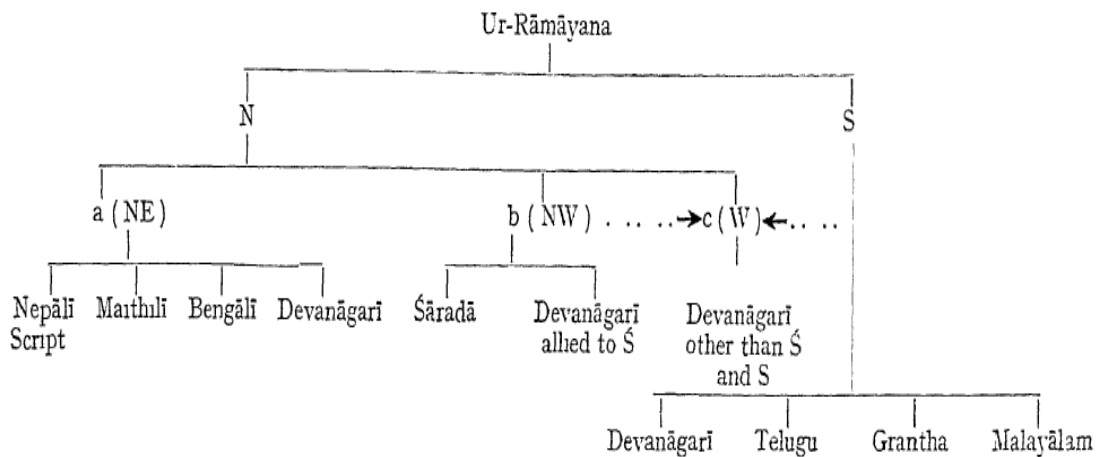 Ur-Rāmāyana
N S
a (NE) b (NW) . . . . . →c (W)←. . . .
Nepālī Maithilī Bengālī Devanāgarī Śāradā Devanāgarī Devanāgarī
Script allied to Ś other than Ś
and S
Devanāgarī Telugu Grantha Malayālam